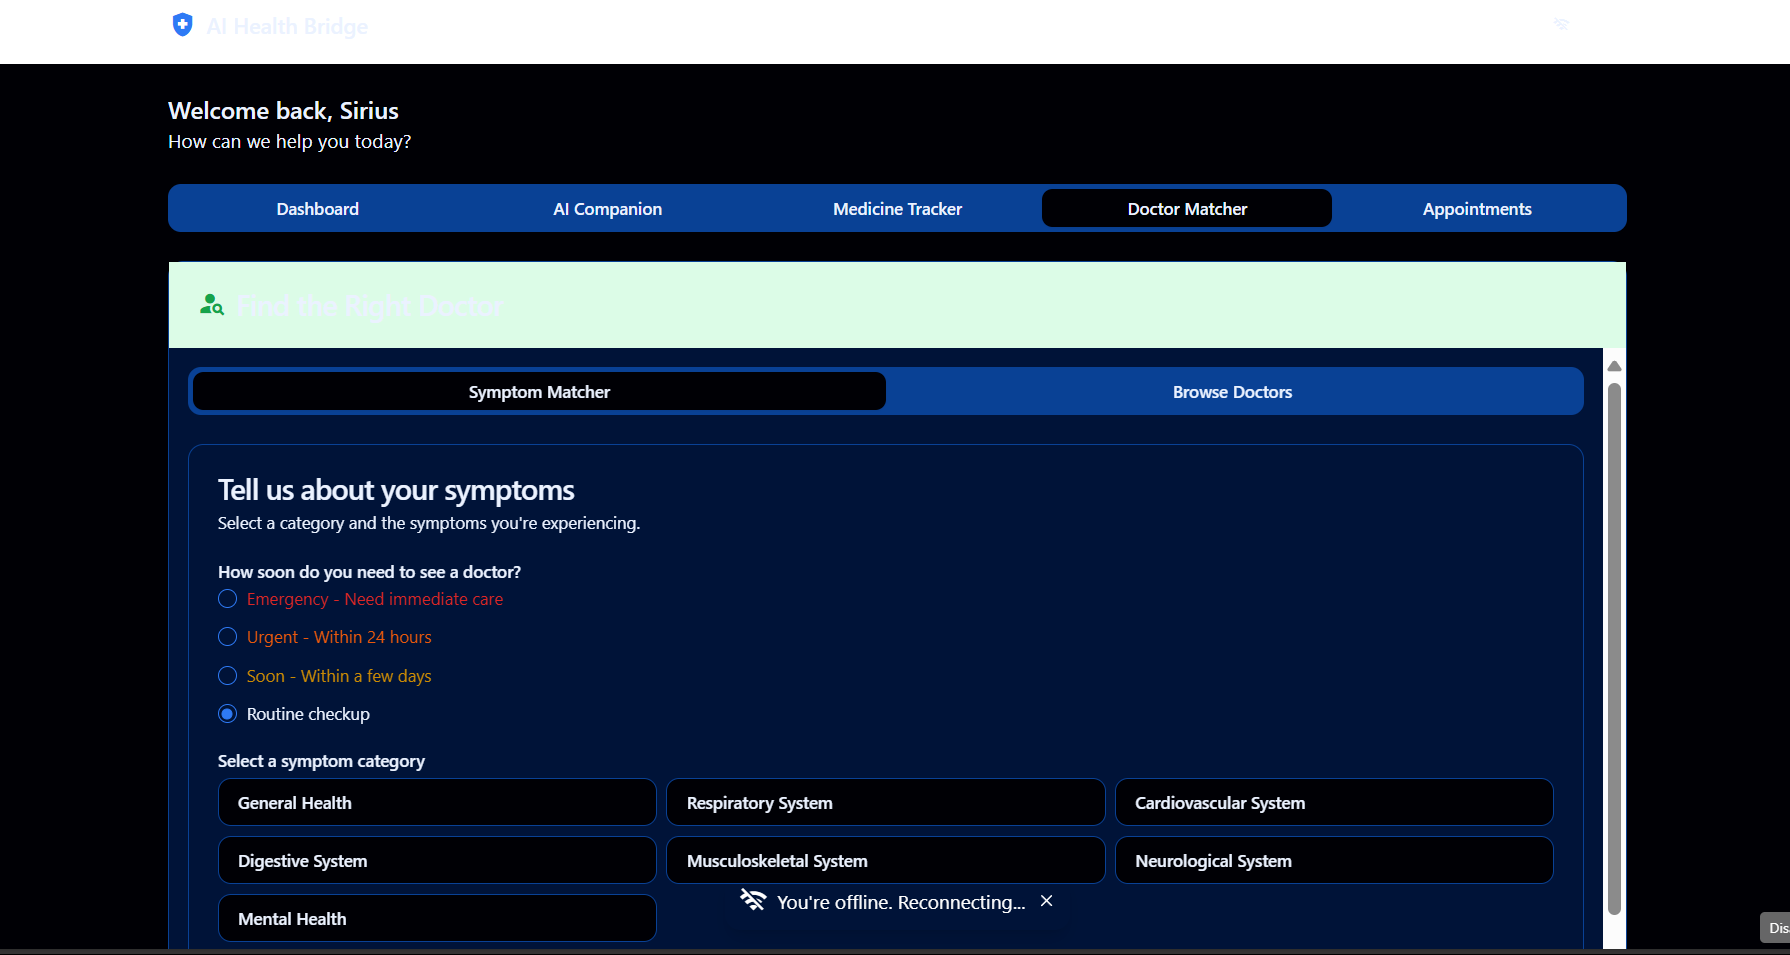 AI Health Bridge
Welcome back, Sirius
How can we help you today?
Dashboard
AI Companion
Medicine Tracker
Doctor Matcher
Appointments
Find the Right Doctor
Symptom Matcher
Browse Doctors
Tell us about your symptoms
Select a category and the symptoms you're experiencing.
How soon do you need to see a doctor?
Emergency - Need immediate care
Urgent - Within 24 hours
Soon - Within a few days
Routine checkup
Select a symptom category
General Health
Respiratory System
Cardiovascular System
Digestive System
Musculoskeletal System
Neurological System
Mental Health
You're offline. Reconnecting...